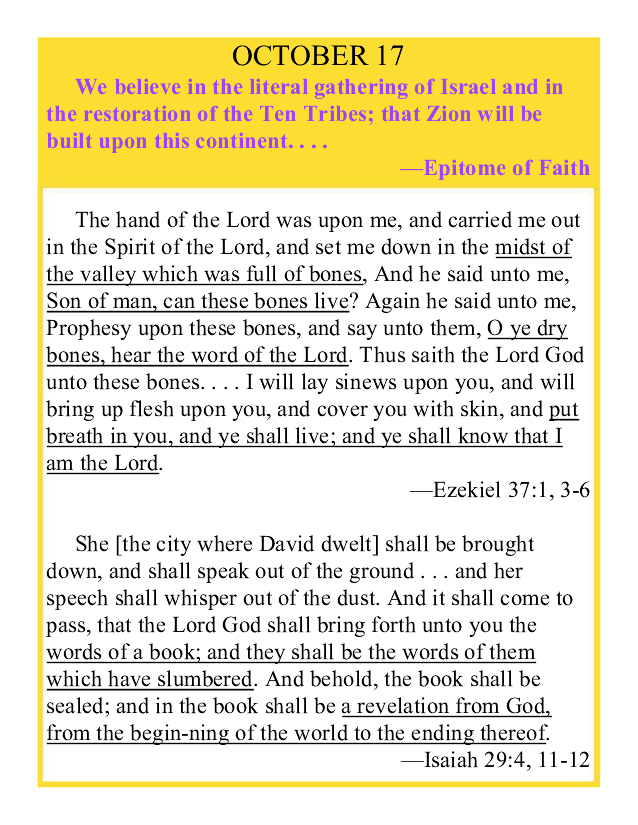 OCTOBER 17
We believe in the literal gathering of Israel and in
the restoration of the Ten Tribes; that Zion will be
built upon this continent. . . .
—Epitome of Faith
The hand of the Lord was upon me, and carried me out
in the Spirit of the Lord, and set me down in the midst of
the valley which was full of bones, And he said unto me,
Son of man, can these bones live? Again he said unto me,
Prophesy upon these bones, and say unto them, O ye dry
bones, hear the word of the Lord. Thus saith the Lord God
unto these bones. . . . I will lay sinews upon you, and will
bring up flesh upon you, and cover you with skin, and put
breath in you, and ye shall live; and ye shall know that I
am the Lord.
—Ezekiel 37:1, 3-6
She [the city where David dwelt] shall be brought
down, and shall speak out of the ground . . . and her
speech shall whisper out of the dust. And it shall come to
pass, that the Lord God shall bring forth unto you the
words of a book; and they shall be the words of them
which have slumbered. And behold, the book shall be
sealed; and in the book shall be a revelation from God,
from the begin-ning of the world to the ending thereof.
—Isaiah 29:4, 11-12